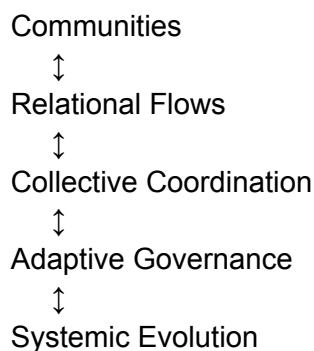 Communities
↕
Relational Flows
↕
Collective Coordination
↕
Adaptive Governance
↕
Systemic Evolution